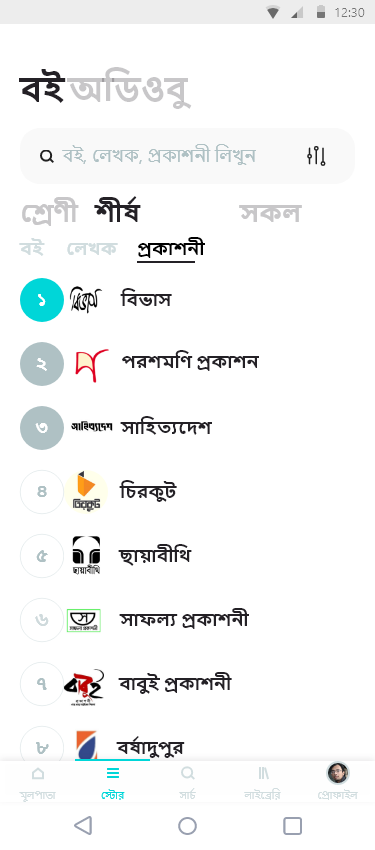 12:30
বই অডিওবু
বই, লেখক, প্রকাশনী লিখুন
শ্রেণী শীর্ষ সকল
বই লেখক প্রকাশনী
১ বিভাস বিভাস
২ পরশমণি প্রকাশন
৩ সাহিত্যদেশ সাহিত্যদেশ
৪ চিরকুট চিরকুট
৫ ছায়াবীথি ছায়াবীথি
৬ সাফল্য প্রকাশনী সাফল্য প্রকাশনী
৭ বাবুই বাবুই প্রকাশনী
৮ বর্ষাদুপুর
মূলপাতা স্টোর সার্চ লাইব্রেরি প্রোফাইল